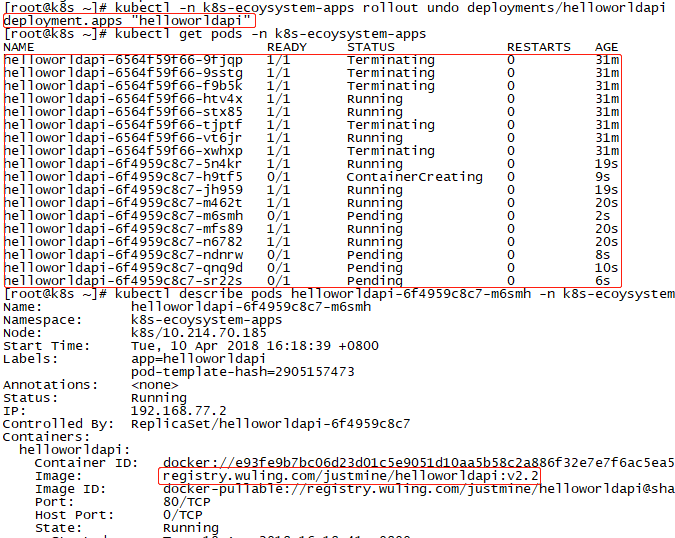 [root@k8s ~]# kubectl -n k8s-ecoysystem-apps rollout undo deployments/helloworldapi
deployment.apps "helloworldapi"
[root@k8s ~]# kubectl get pods -n k8s-ecoysystem-apps
NAME READY STATUS RESTARTS AGE
helloworldapi-6564f59f66-9fjqp 1/1 Terminating 0 31m
helloworldapi-6564f59f66-9sstg 1/1 Terminating 0 31m
helloworldapi-6564f59f66-f9b5k 1/1 Terminating 0 31m
helloworldapi-6564f59f66-htv4x 1/1 Running 0 31m
helloworldapi-6564f59f66-stx85 1/1 Running 0 31m
helloworldapi-6564f59f66-tjptf 1/1 Terminating 0 31m
helloworldapi-6564f59f66-vt6jr 1/1 Running 0 31m
helloworldapi-6564f59f66-xwhxp 1/1 Terminating 0 31m
helloworldapi-6f4959c8c7-5n4kr 1/1 Running 0 19s
helloworldapi-6f4959c8c7-h9tf5 0/1 ContainerCreating 0 9s
helloworldapi-6f4959c8c7-jh959 1/1 Running 0 19s
helloworldapi-6f4959c8c7-m462t 1/1 Running 0 20s
helloworldapi-6f4959c8c7-m6smh 0/1 Pending 0 2s
helloworldapi-6f4959c8c7-mfs89 1/1 Running 0 20s
helloworldapi-6f4959c8c7-n6782 1/1 Running 0 20s
helloworldapi-6f4959c8c7-ndnrw 0/1 Pending 0 8s
helloworldapi-6f4959c8c7-qnq9d 0/1 Pending 0 10s
helloworldapi-6f4959c8c7-sr22s 0/1 Pending 0 6s
[root@k8s ~]# kubectl describe pods helloworldapi-6f4959c8c7-m6smh -n k8s-ecoysystem
Name: helloworldapi-6f4959c8c7-m6smh
Namespace: k8s-ecoysystem-apps
Node: k8s/10.214.70.185
Start Time: Tue, 10 Apr 2018 16:18:39 +0800
Labels: app=helloworldapi
pod-template-hash=2905157473
Annotations: <none>
Status: Running
IP: 192.168.77.2
Controlled By: ReplicaSet/helloworldapi-6f4959c8c7
Containers:
helloworldapi:
Container ID: docker://e93fe9b7bc06d23d01c5e9051d10aa5b58c2a886f32e7e7f6ac5ea5
Image: registry.wuling.com/justmine/helloworldapi:v2.2
Image ID: docker-pullable://registry.wuling.com/justmine/helloworldapi@sha
Port: 80/TCP
Host Port: 0/TCP
State: Running